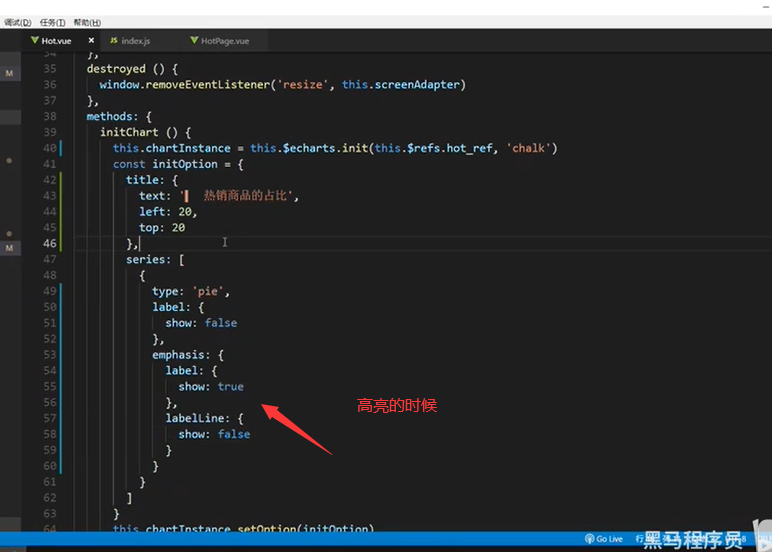 调试(D) 任务(T) 帮助(H)
Hot.vue × index.js HotPage.vue
34 },
35 destroyed () {
36 window.removeEventListener('resize', this.screenAdapter)
37 },
38 methods: {
39 initChart () {
40 this.chartInstance = this.$echarts.init(this.$refs.hot_ref, 'chalk')
41 const initOption = {
42 title: {
43 text: '▌ 热销商品的占比',
44 left: 20,
45 top: 20
46 },
47 series: [
48 {
49 type: 'pie',
50 label: {
51 show: false
52 },
53 emphasis: {
54 label: {
55 show: true
56 },
高亮的时候
57 labelLine: {
58 show: false
59 }
60 }
61 }
62 ]
63 }
64 this.chartInstance.setOption(initOption)
M
M
Go Live
黑马程序员